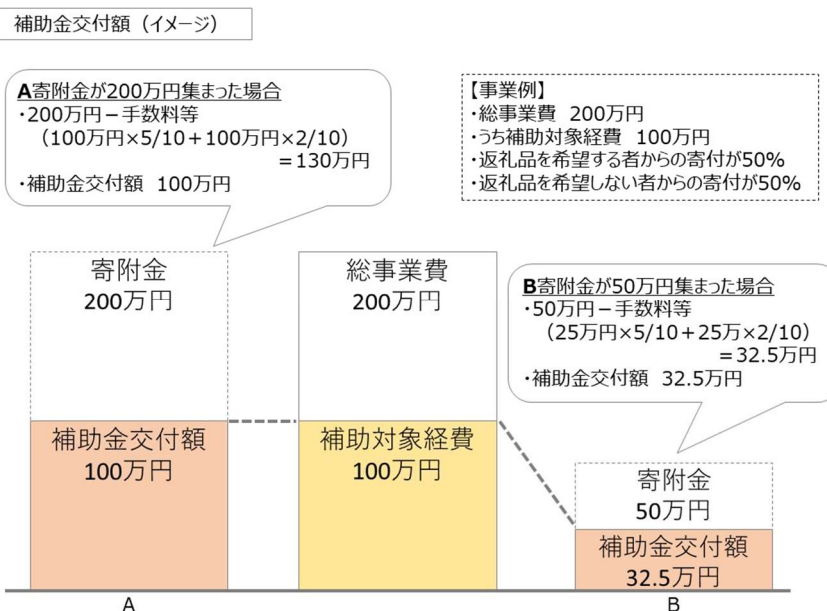 補助金交付額（イメージ）
A寄附金が200万円集まった場合
・200万円－手数料等
（100万円×5/10＋100万円×2/10）
＝130万円
・補助金交付額 100万円
【事業例】
・総事業費 200万円
・うち補助対象経費 100万円
・返礼品を希望する者からの寄付が50%
・返礼品を希望しない者からの寄付が50%
寄附金
200万円
補助金交付額
100万円
A
総事業費
200万円
補助対象経費
100万円
B寄附金が50万円集まった場合
・50万円－手数料等
（25万円×5/10＋25万×2/10）
＝32.5万円
・補助金交付額 32.5万円
寄附金
50万円
補助金交付額
32.5万円
B